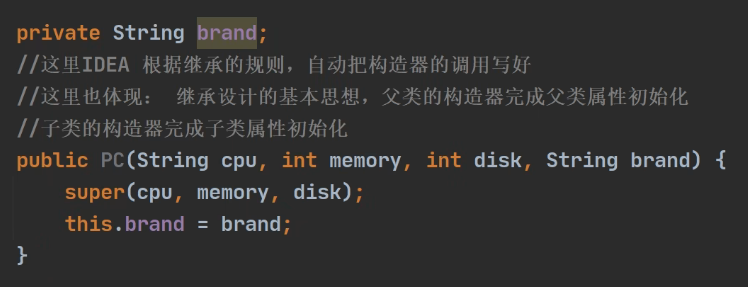 private String brand;
//这里IDEA 根据继承的规则，自动把构造器的调用写好
//这里也体现： 继承设计的基本思想，父类的构造器完成父类属性初始化
//子类的构造器完成子类属性初始化
public PC(String cpu, int memory, int disk, String brand) {
    super(cpu, memory, disk);
    this.brand = brand;
}